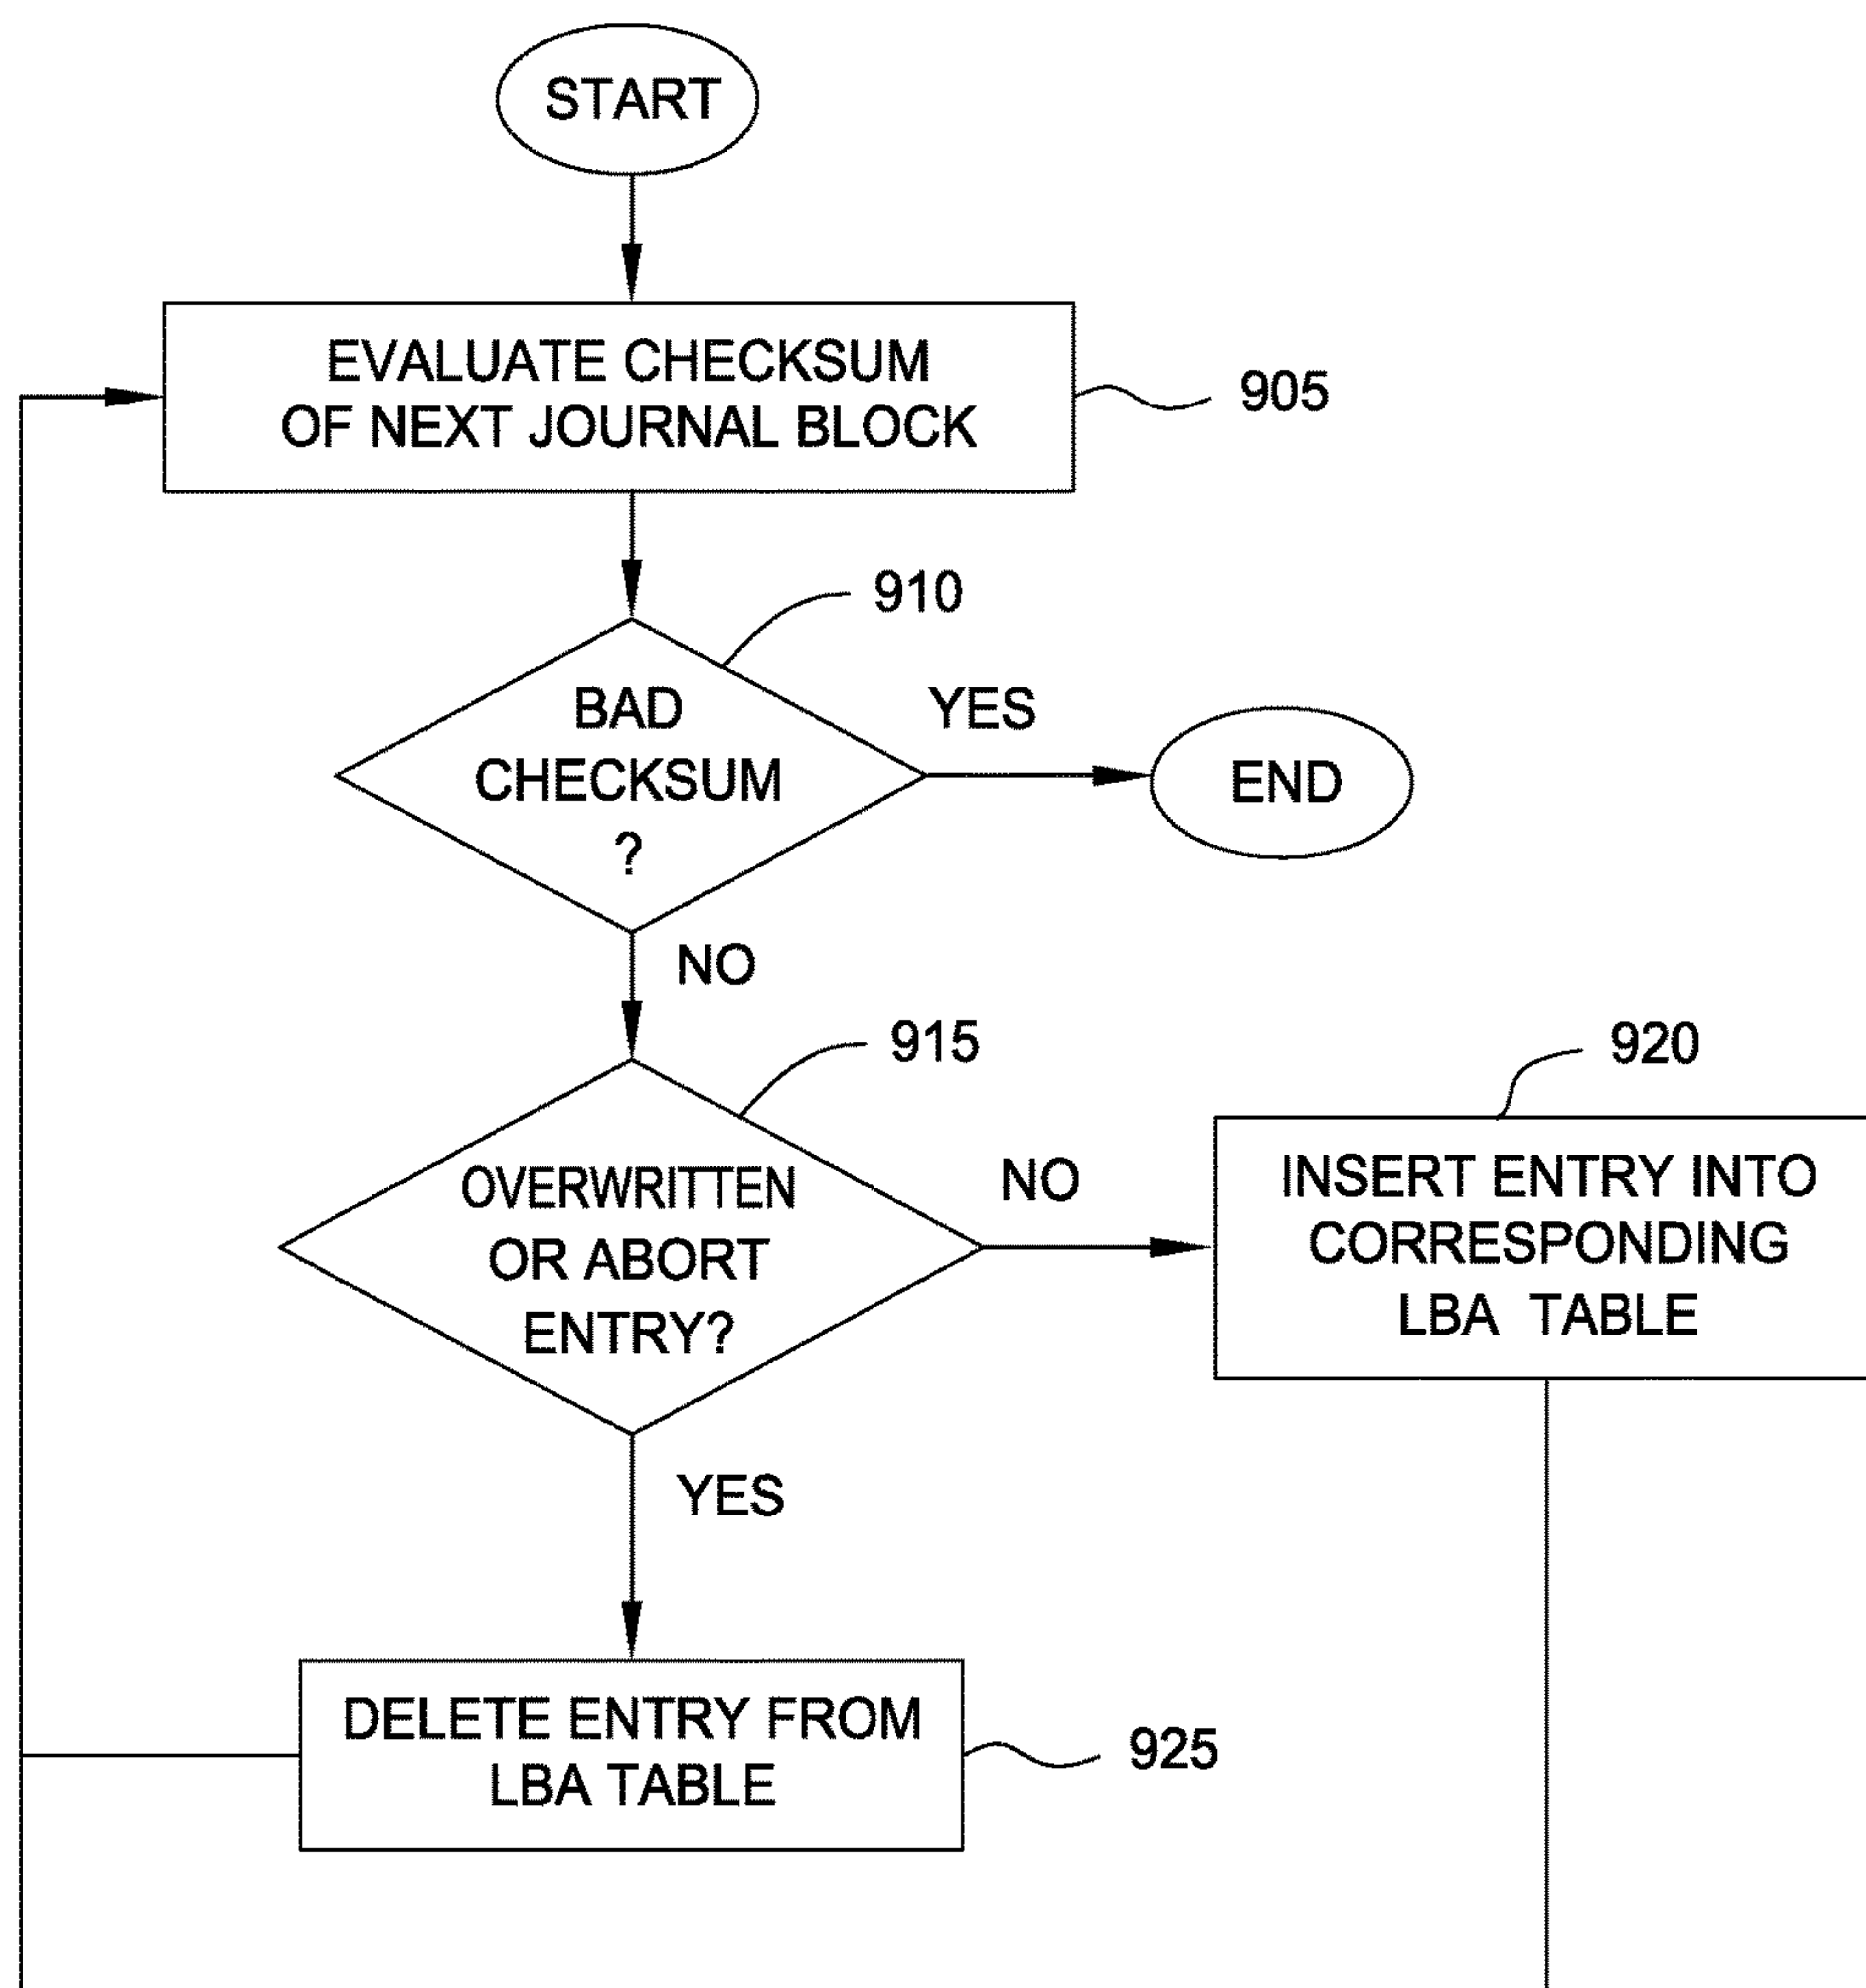 START
EVALUATE CHECKSUM
OF NEXT JOURNAL BLOCK
905
910
BAD
CHECKSUM
?
YES
END
NO
915
920
OVERWRITTEN
OR ABORT
ENTRY?
NO
INSERT ENTRY INTO
CORRESPONDING
LBA TABLE
YES
DELETE ENTRY FROM
LBA TABLE
925